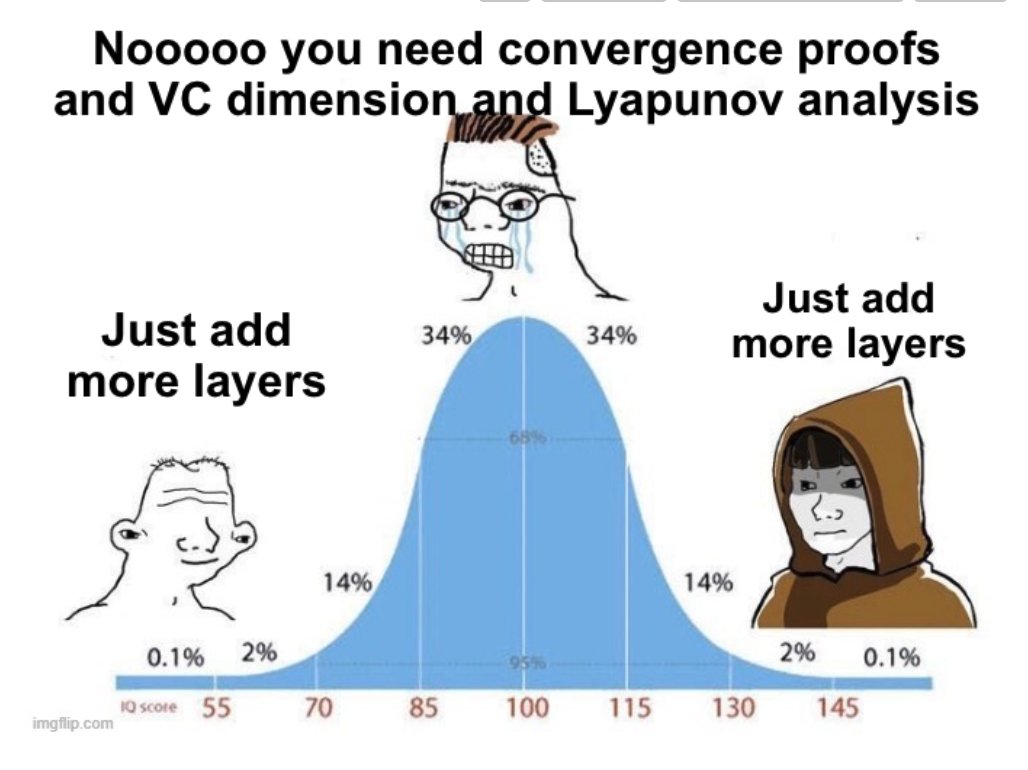 Nooooo you need convergence proofs
and VC dimension and Lyapunov analysis
Just add
more layers
Just add
more layers
34%
34%
68%
14%
14%
95%
0.1%
2%
2%
0.1%
IQ score 55 70 85 100 115 130 145
imgflip.com